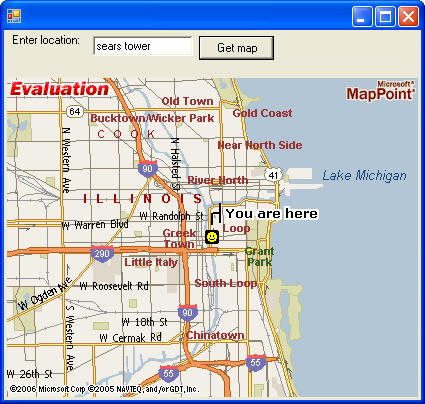 Enter location:
sears tower
Get map
Evaluation
Microsoft®
MapPoint®
64
Old Town
Gold Coast
Bucktown/Wicker Park
COOK
N Western Ave
N Halsted St
Near North Side
90
River North
41
Lake Michigan
ILLINOIS
W Randolph St
You are here
W Warren Blvd
Greek
Town
Loop
290
Little Italy
Grant
Park
W Ogden Ave
W Roosevelt Rd
South Loop
S Western Ave
90
W 18th St
W Cermak Rd
Chinatown
W 26th St
55
55
©2006 Microsoft Corp ©2005 NAVTEQ, and/or GDT, Inc.